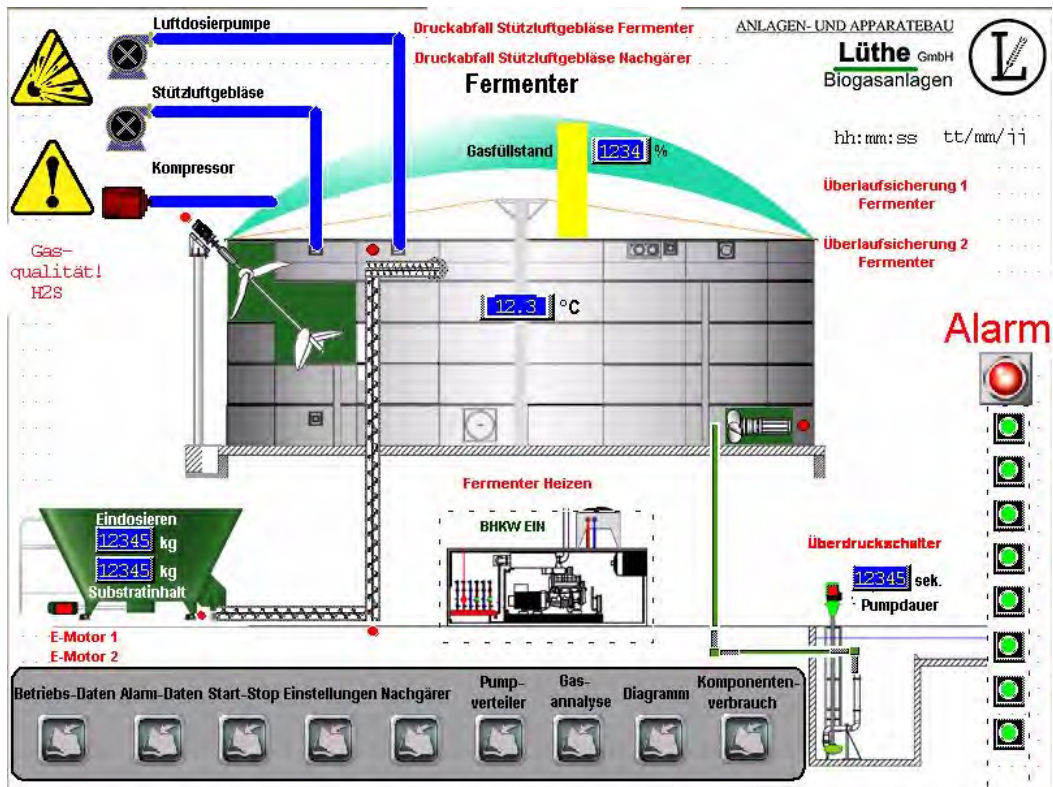 Luftdosierpumpe
Druckabfall Stützluftgebläse Fermenter
ANLAGEN- UND APPARATEBAU
Lüthe GmbH
Biogasanlagen
L
Druckabfall Stützluftgebläse Nachgärer
Fermenter
Stützluftgebläse
hh:mm:ss tt/mm/jj
Gasfüllstand 1234 %
Kompressor
Überlaufsicherung 1
Fermenter
Überlaufsicherung 2
Fermenter
Gas-
qualität!
H2S
12.3 °C
Alarm
Fermenter Heizen
BHKW EIN
Eindosieren
12345 kg
12345 kg
Substratinhalt
Überdruckschalter
12345 sek.
Pumpdauer
E-Motor 1
E-Motor 2
Betriebs-Daten Alarm-Daten Start-Stop Einstellungen Nachgärer
Pump-
verteiler
Gas-
annalyse
Diagramm
Komponenten-
verbrauch